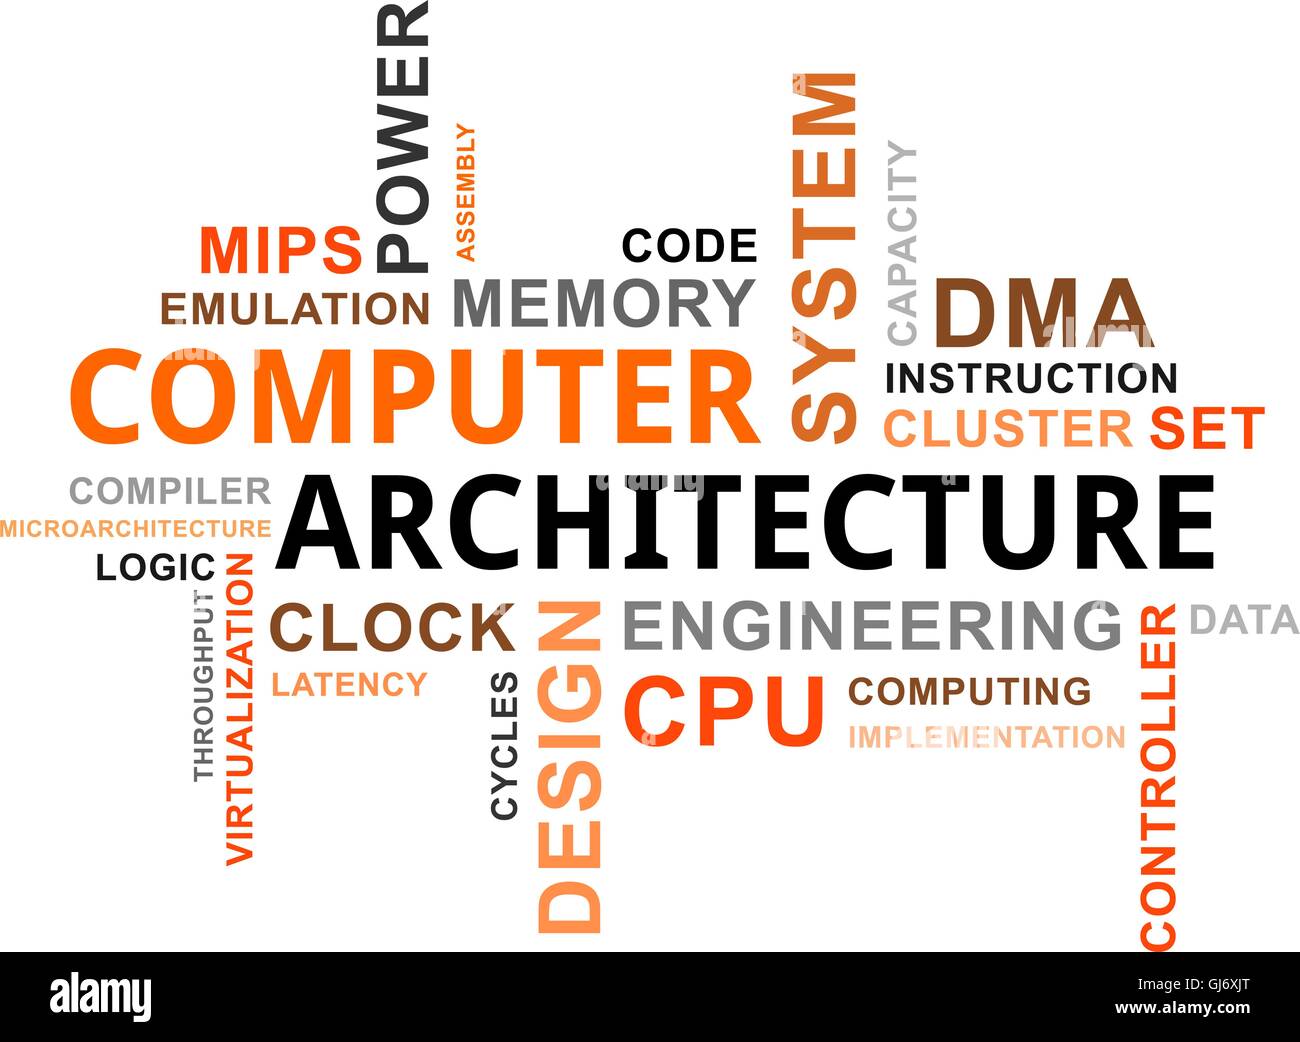 POWER
ASSEMBLY
SYSTEM
CAPACITY
MIPS
CODE
EMULATION
MEMORY
DMA
INSTRUCTION
COMPUTER
CLUSTER SET
COMPILER
ARCHITECTURE
MICROARCHITECTURE
LOGIC
THROUGHPUT
VIRTUALIZATION
CLOCK
DESIGN
ENGINEERING
CONTROLLER
DATA
LATENCY
CYCLES
CPU
COMPUTING
IMPLEMENTATION
alamy
Image ID: GJ6XJT
www.alamy.com